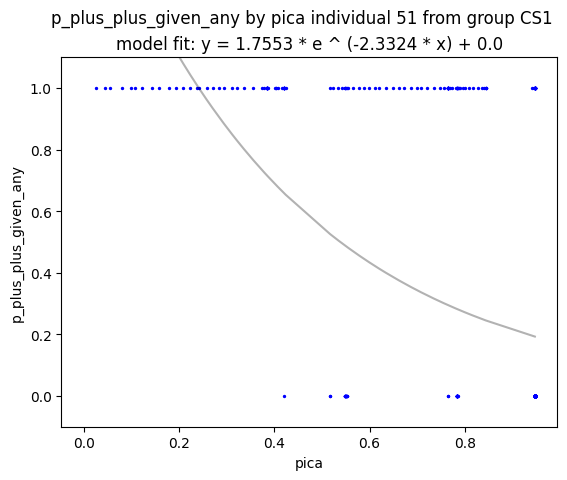 p_plus_plus_given_any by pica individual 51 from group CS1
model fit: y = 1.7553 * e ^ (-2.3324 * x) + 0.0
1.0
0.8
0.6
0.4
0.2
0.0
p_plus_plus_given_any
0.0 0.2 0.4 0.6 0.8
pica